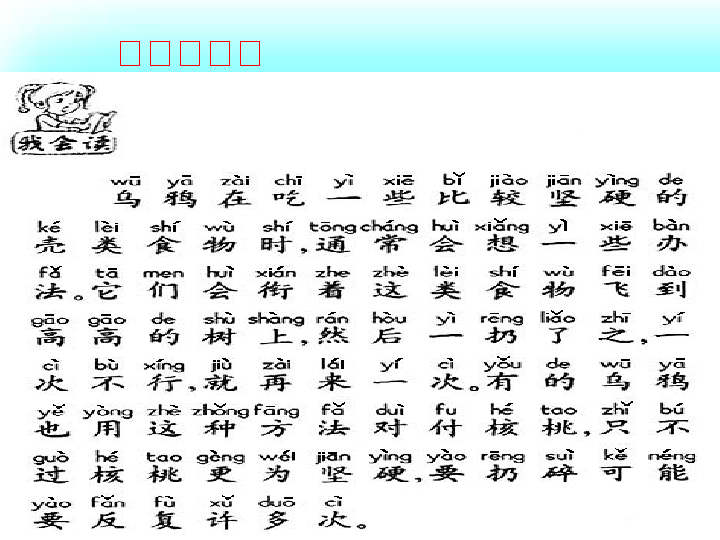 我会读
wū yā zài chī yì xiē bǐ jiào jiān yìng de
乌鸦在吃一些比较坚硬的
ké lèi shí wù shí tōng cháng huì xiǎng yì xiē bàn
壳类食物时,通常会想一些办
fǎ tā men huì xián zhe zhè lèi shí wù fēi dào
法。它们会衔着这类食物飞到
gāo gāo de shù shàng rán hòu yì rēng liǎo zhī yí
高高的树上,然后一扔了之,一
cì bù xíng jiù zài lái yí cì yǒu de wū yā
次不行,就再来一次。有的乌鸦
yě yòng zhè zhǒng fāng fǎ duì fu hé tao zhǐ bú
也用这种方法对付核桃,只不
guò hé tao gèng wéi jiān yìng yào rēng suì kě néng
过核桃更为坚硬,要扔碎可能
yào fǎn fù xǔ duō cì
要反复许多次。